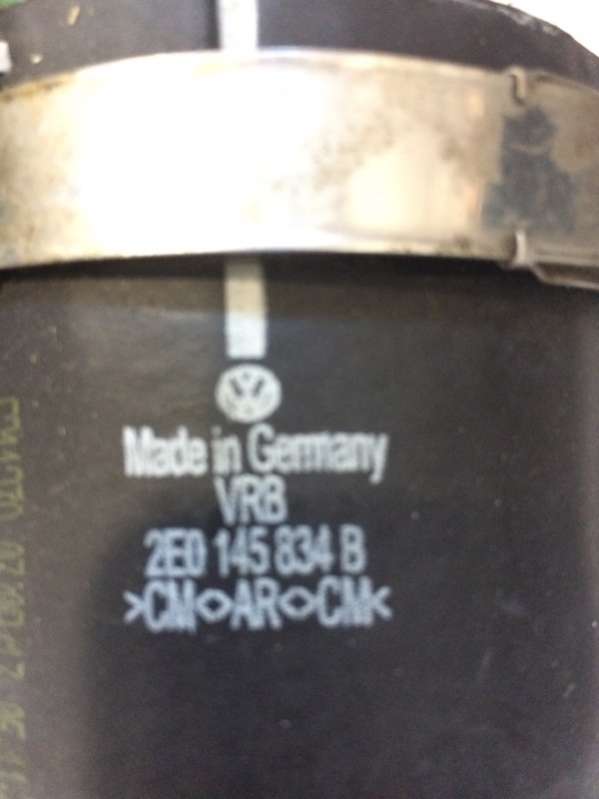 Made in Germany
VRB
2E0 145 834 B
>CM<>AR<>CM<